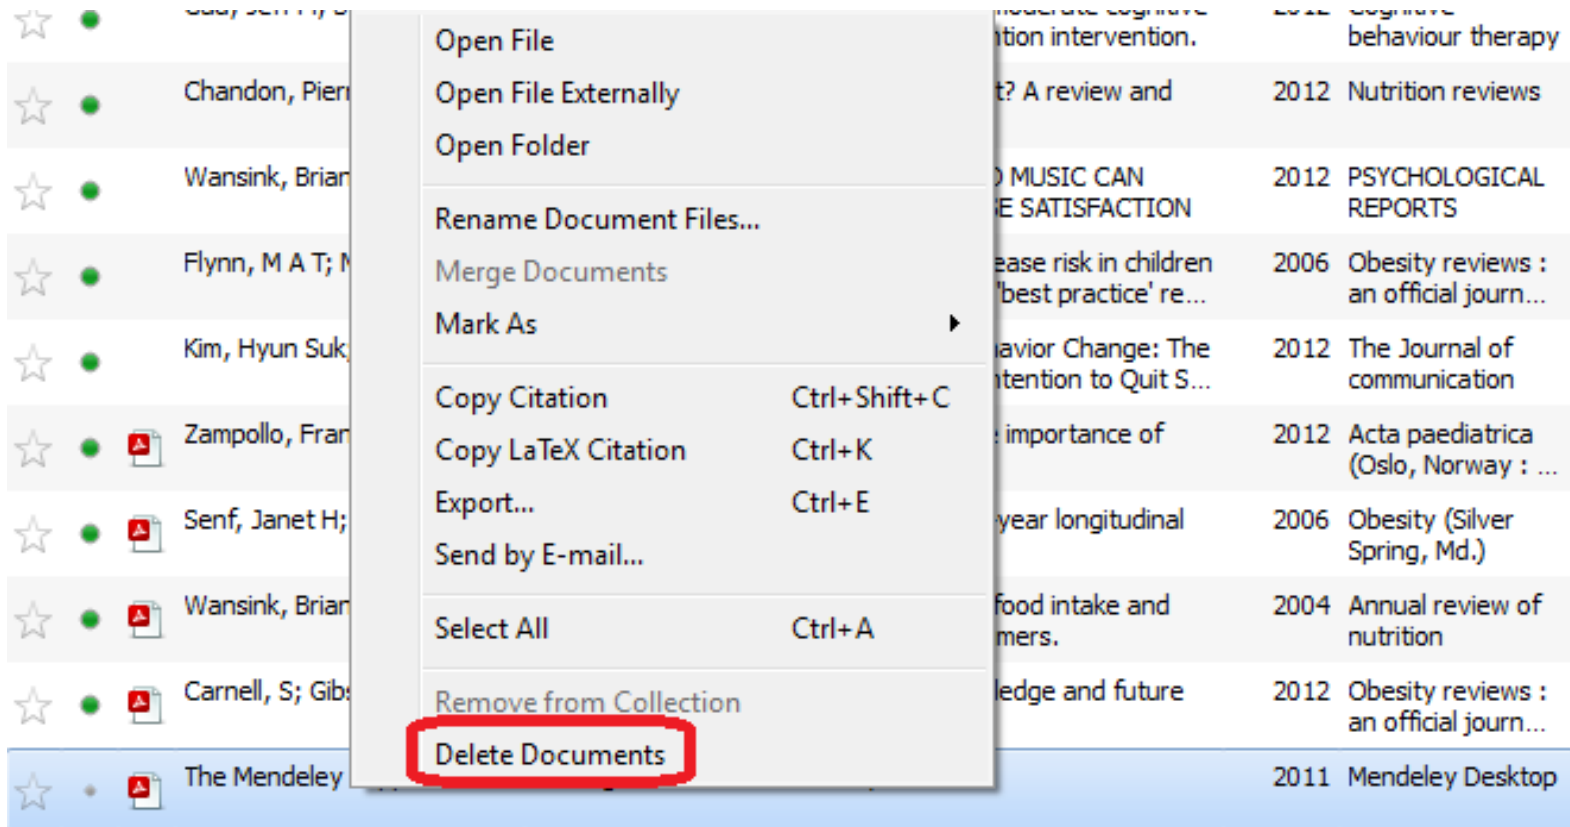 2012
ntion intervention.
behaviour therapy
Chandon, Pier
t? A review and
2012 Nutrition reviews
Wansink, Brian
MUSIC CAN
2012 PSYCHOLOGICAL
SATISFACTION
REPORTS
Flynn, M A T;
ease risk in children
2006 Obesity reviews :
'best practice' re...
an official journ...
Kim, Hyun Suk;
avior Change: The
2012 The Journal of
tention to Quit S...
communication
Zampollo, Fran
importance of
2012 Acta paediatrica
(Oslo, Norway : ...
Senf, Janet H;
year longitudinal
2006 Obesity (Silver
Spring, Md.)
Wansink, Brian
food intake and
2004 Annual review of
mers.
nutrition
Carnell, S; Gib
ledge and future
2012 Obesity reviews :
an official journ...
The Mendeley
2011 Mendeley Desktop
Open File
Open File Externally
Open Folder
Rename Document Files...
Merge Documents
Mark As
Copy Citation Ctrl+Shift+C
Copy LaTeX Citation Ctrl+K
Export... Ctrl+E
Send by E-mail...
Select All Ctrl+A
Remove from Collection
Delete Documents